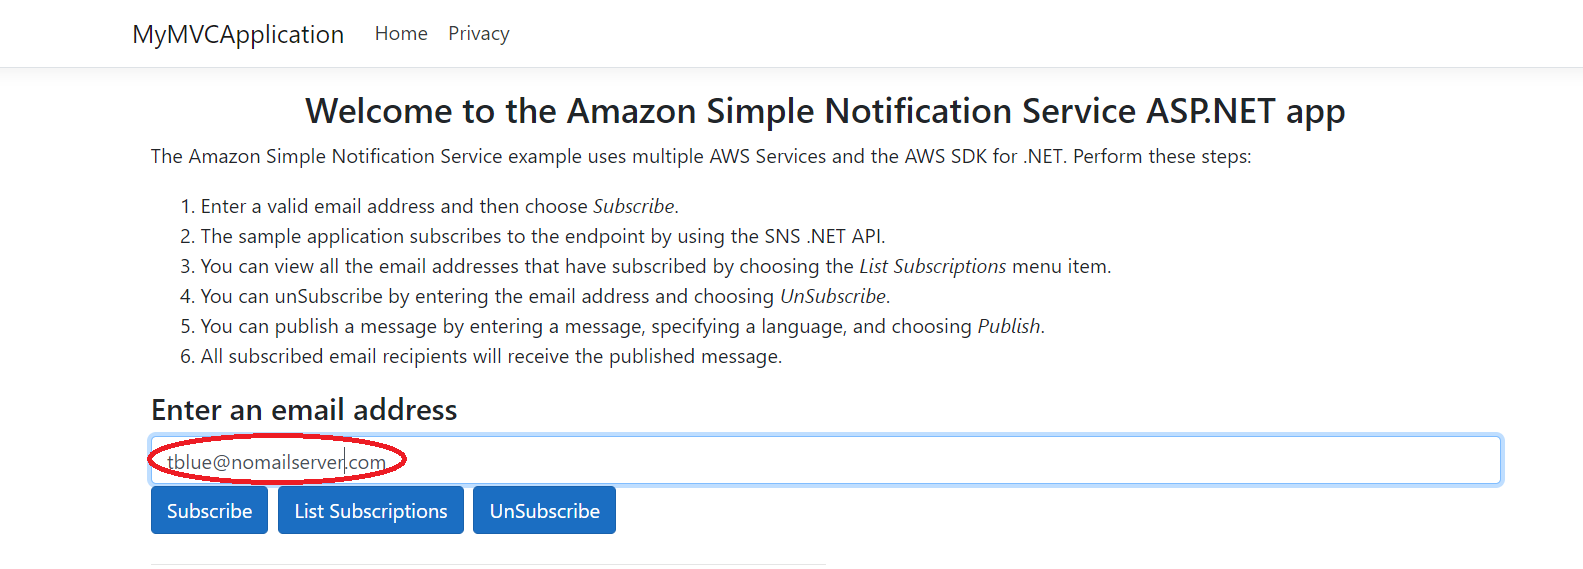 MyMVCApplication Home Privacy
Welcome to the Amazon Simple Notification Service ASP.NET app
The Amazon Simple Notification Service example uses multiple AWS Services and the AWS SDK for .NET. Perform these steps:
1. Enter a valid email address and then choose Subscribe.
2. The sample application subscribes to the endpoint by using the SNS .NET API.
3. You can view all the email addresses that have subscribed by choosing the List Subscriptions menu item.
4. You can unSubscribe by entering the email address and choosing UnSubscribe.
5. You can publish a message by entering a message, specifying a language, and choosing Publish.
6. All subscribed email recipients will receive the published message.
Enter an email address
tblue@nomailserver.com
Subscribe List Subscriptions UnSubscribe